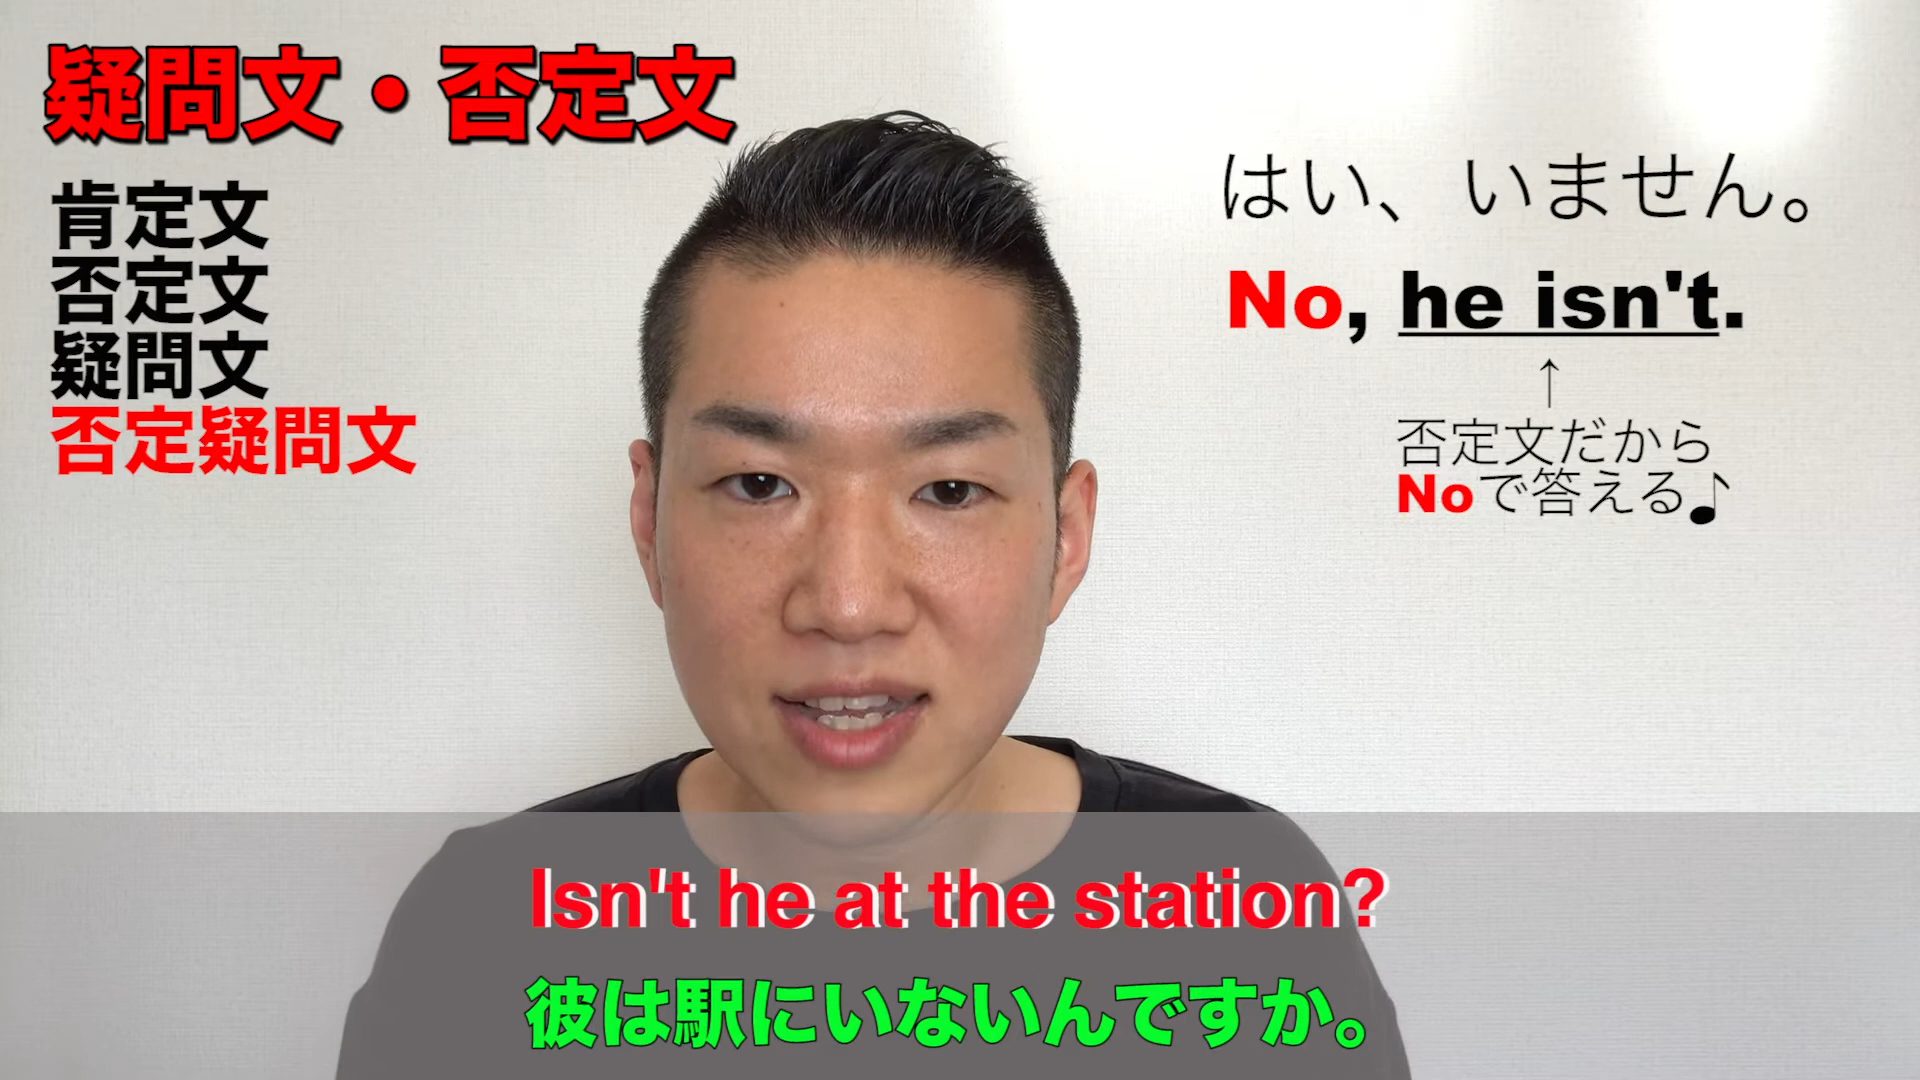 疑問文・否定文
肯定文
否定文
疑問文
否定疑問文
はい、いません。
No, he isn't.
↑
否定文だから
Noで答える♪
Isn't he at the station?
彼は駅にいないんですか。